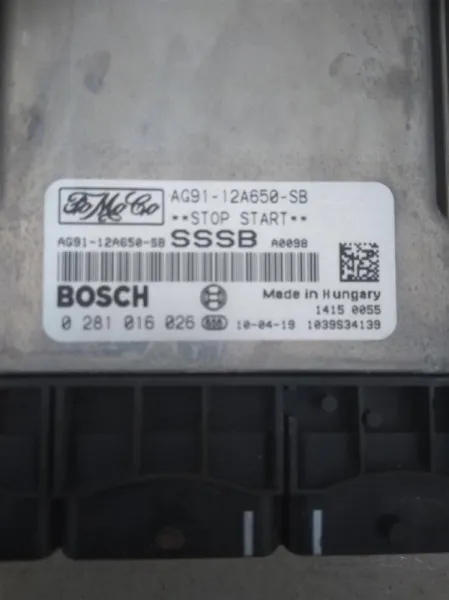 FoMoCo AG91-12A650-SB
**STOP START**
AG91-12A650-SB SSSB A0098
BOSCH Made in Hungary
1415 0055
0 281 016 026 10-04-19 1039S34139